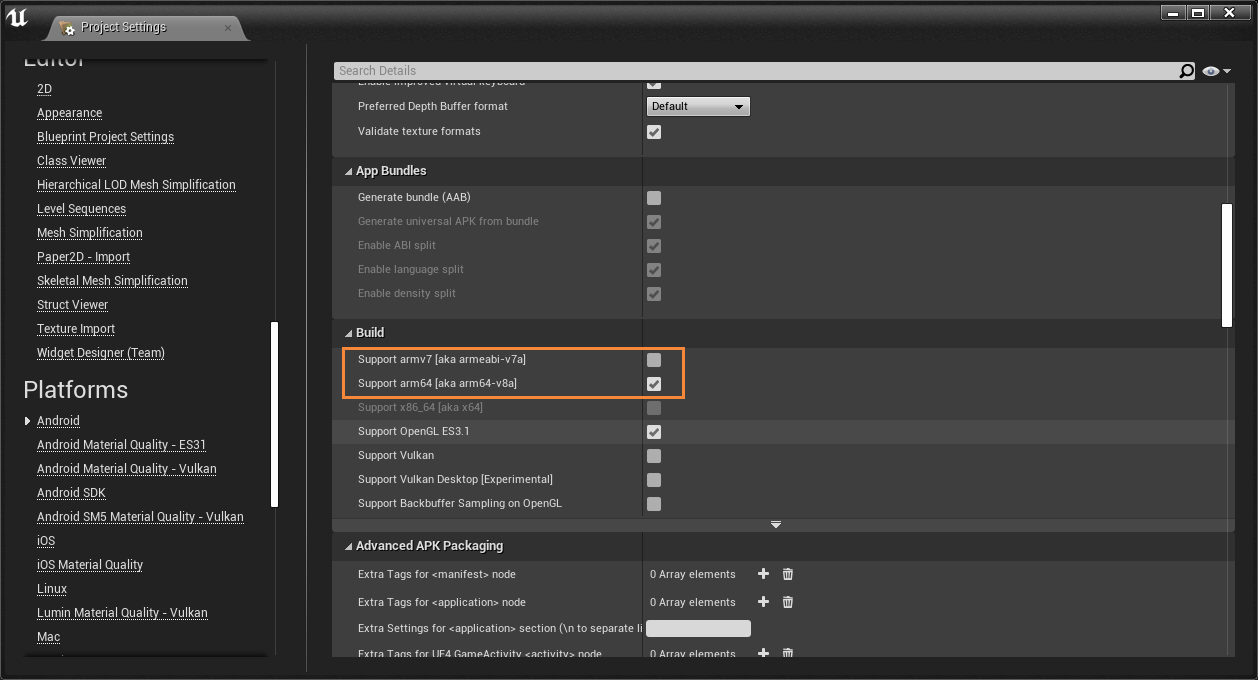 Project Settings
Editor
2D
Appearance
Blueprint Project Settings
Class Viewer
Hierarchical LOD Mesh Simplification
Level Sequences
Mesh Simplification
Paper2D - Import
Skeletal Mesh Simplification
Struct Viewer
Texture Import
Widget Designer (Team)
Platforms
Android
Android Material Quality - ES31
Android Material Quality - Vulkan
Android SDK
Android SM5 Material Quality - Vulkan
iOS
iOS Material Quality
Linux
Lumin Material Quality - Vulkan
Mac
Search Details
Enable improved virtual keyboard
Preferred Depth Buffer format Default
Validate texture formats
App Bundles
Generate bundle (AAB)
Generate universal APK from bundle
Enable ABI split
Enable language split
Enable density split
Build
Support armv7 [aka armeabi-v7a]
Support arm64 [aka arm64-v8a]
Support x86_64 [aka x64]
Support OpenGL ES3.1
Support Vulkan
Support Vulkan Desktop [Experimental]
Support Backbuffer Sampling on OpenGL
Advanced APK Packaging
Extra Tags for <manifest> node 0 Array elements
Extra Tags for <application> node 0 Array elements
Extra Settings for <application> section (\n to separate li
Extra Tags for UE4.GameActivity <activity> node 0 Array elements